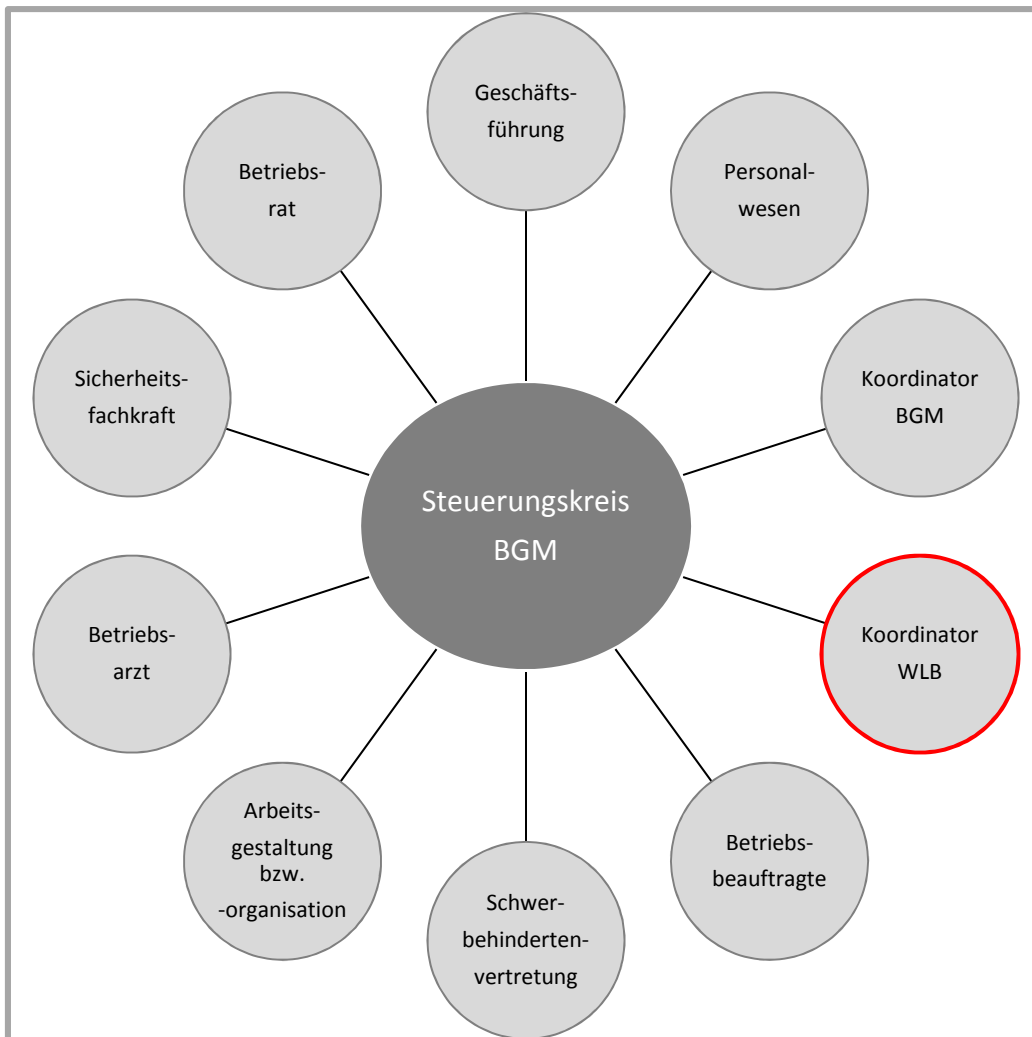 Geschäfts-
führung
Personal-
wesen
Koordinator
BGM
Koordinator
WLB
Betriebs-
beauftragte
Schwer-
behinderten-
vertretung
Arbeits-
gestaltung
bzw.
-organisation
Betriebs-
arzt
Sicherheits-
fachkraft
Betriebs-
rat
Steuerungskreis
BGM